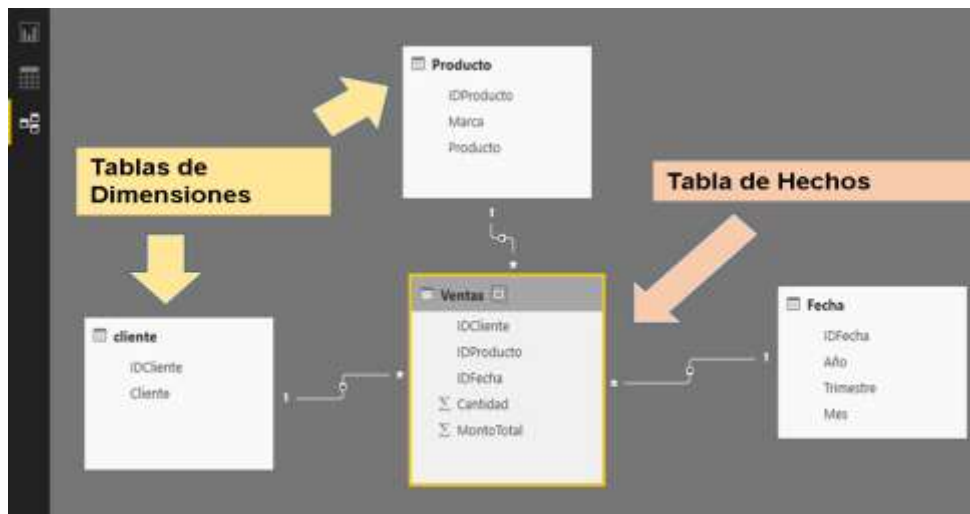 Producto
IDProducto
Marca
Producto
Tablas de
Dimensiones
Tabla de Hechos
1
*
Ventas
IDCliente
IDProducto
IDFecha
Σ Cantidad
Σ MontoTotal
cliente
IDCliente
Cliente
1
*
Fecha
IDFecha
Año
Trimestre
Mes
*
1